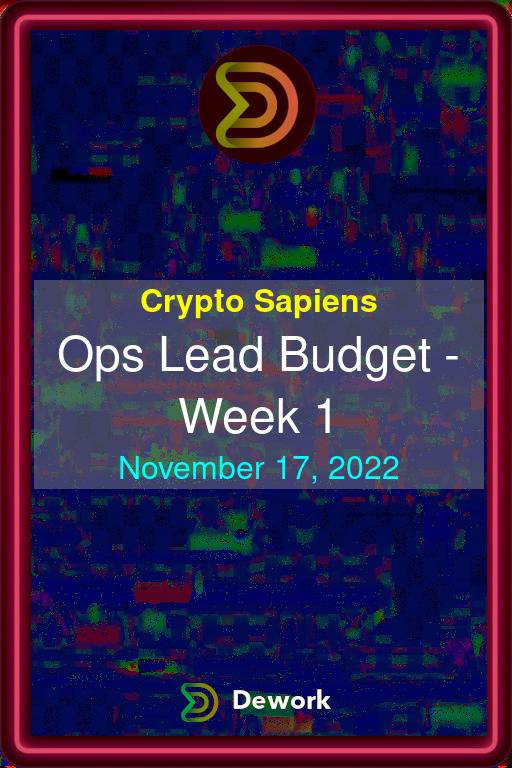 Crypto Sapiens
Ops Lead Budget -
Week 1
November 17, 2022
Dework